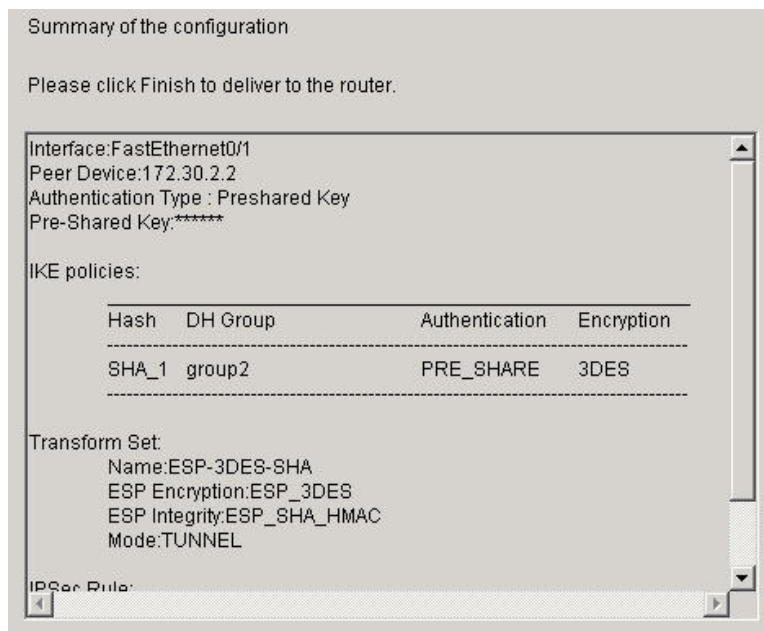 Summary of the configuration
Please click Finish to deliver to the router.
Interface:FastEthernet0/1
Peer Device:172.30.2.2
Authentication Type : Preshared Key
Pre-Shared Key:******
IKE policies:
Hash DH Group Authentication Encryption
SHA_1 group2 PRE_SHARE 3DES
Transform Set:
Name:ESP-3DES-SHA
ESP Encryption:ESP_3DES
ESP Integrity:ESP_SHA_HMAC
Mode:TUNNEL
IPSec Rule: